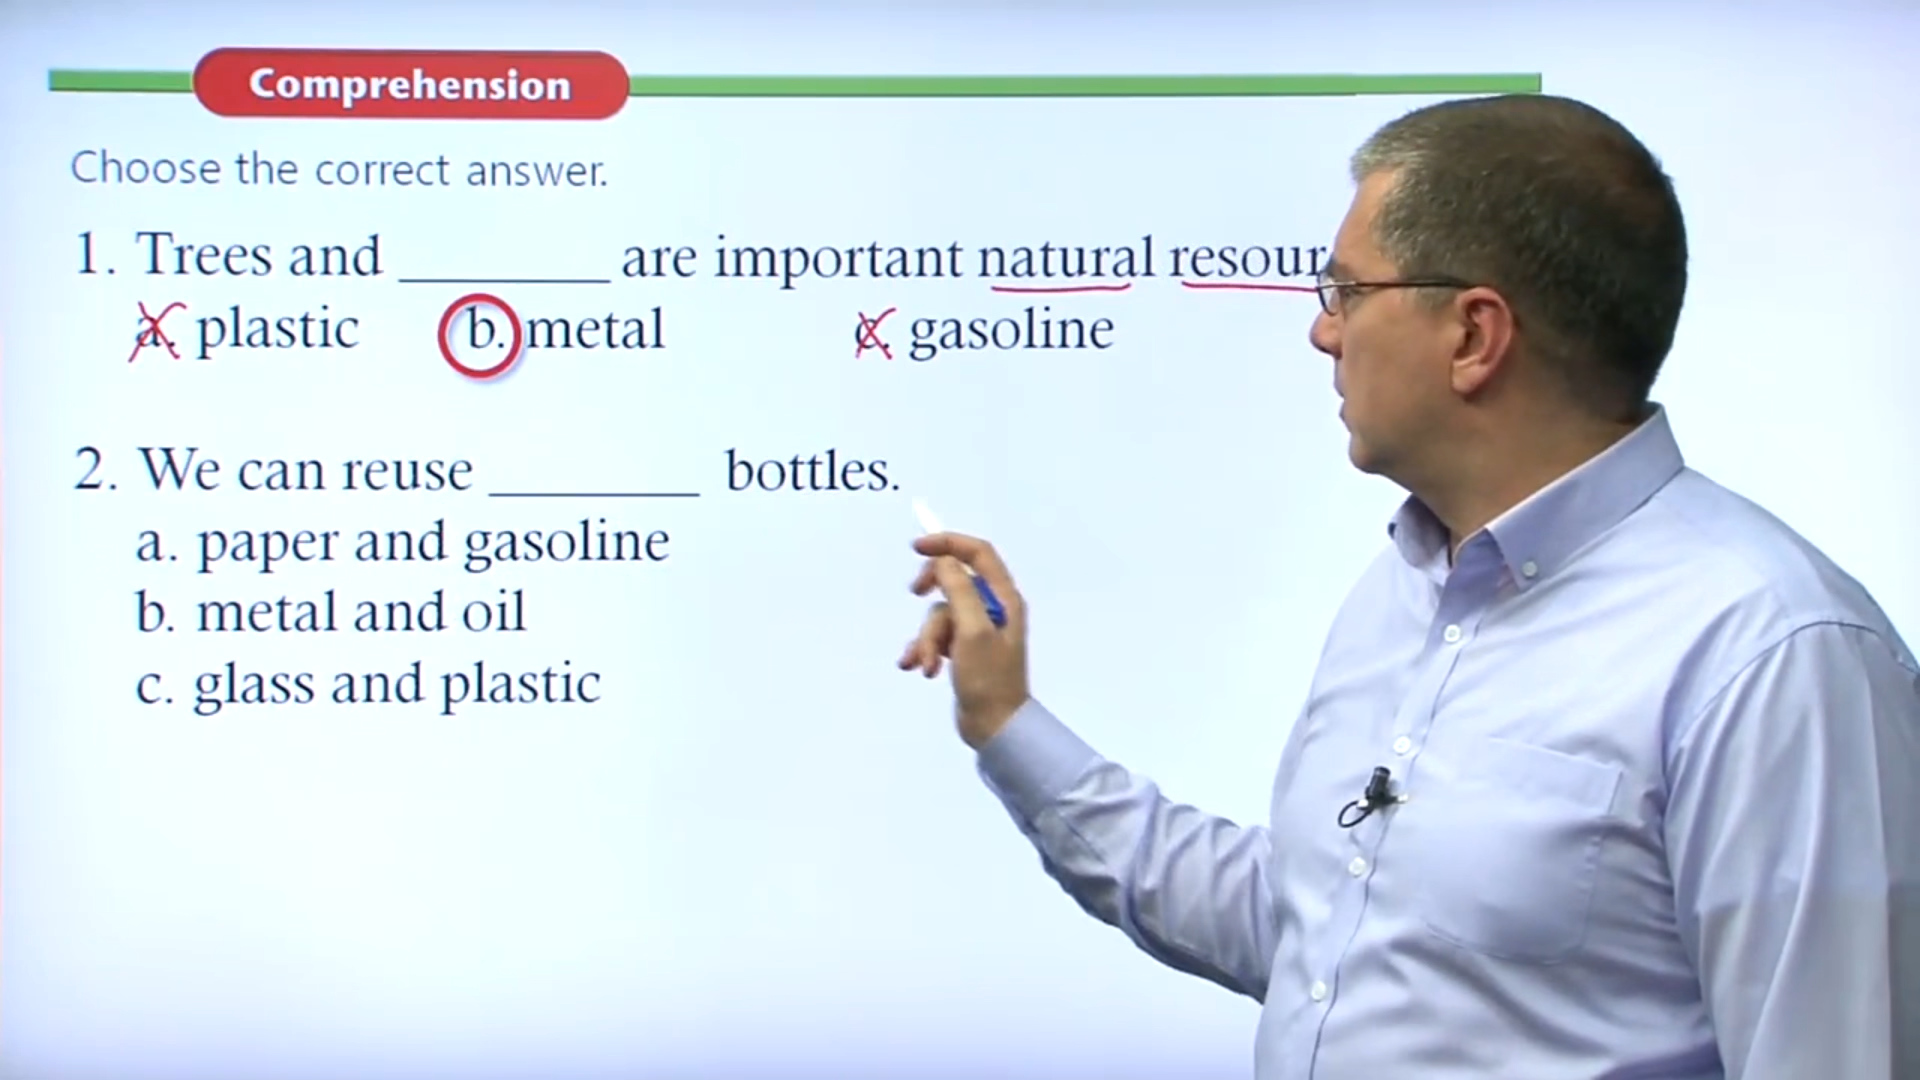 Comprehension
Choose the correct answer.
1. Trees and ________ are important natural
a. plastic b. metal c. gasoline
2. We can reuse ________ bottles.
a. paper and gasoline
b. metal and oil
c. glass and plastic